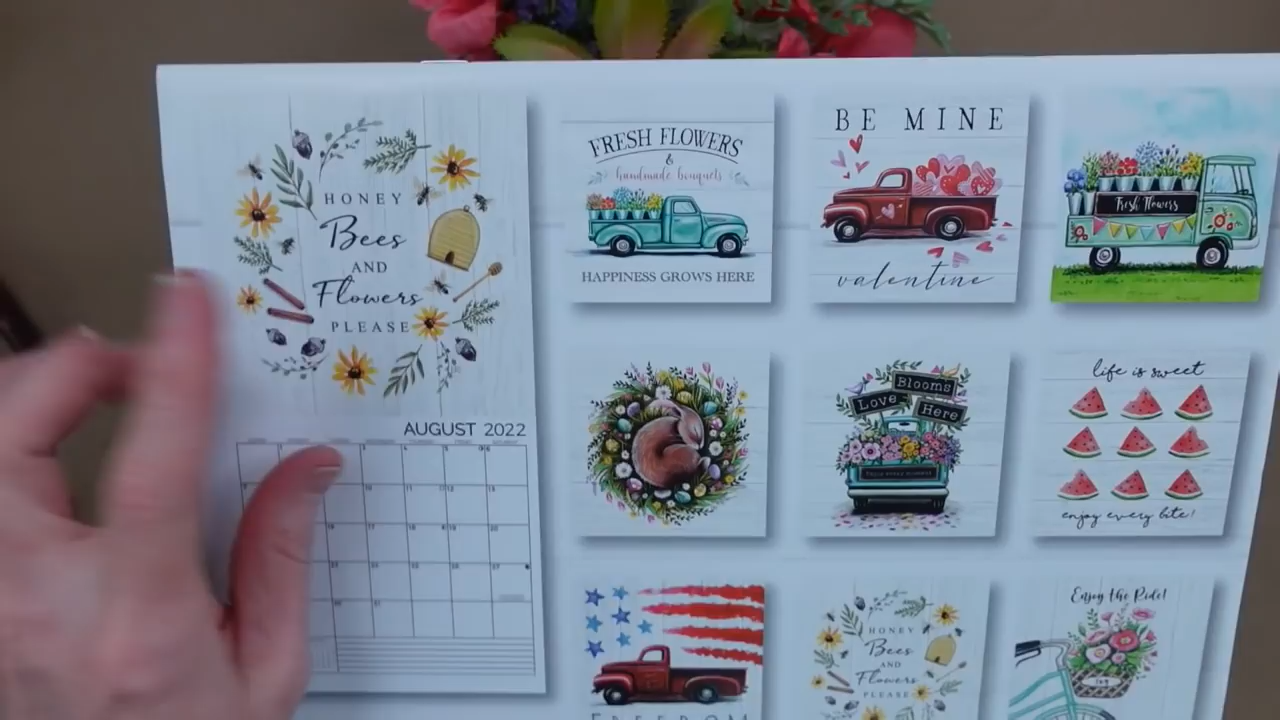 HONEY
Bees
AND
Flowers
PLEASE
AUGUST 2022
FRESH FLOWERS
&
handmade bouquets
HAPPINESS GROWS HERE
BE MINE
valentine
Fresh Flowers
Blooms
Love
Here
life is sweet
enjoy every bite!
FREEDOM
HONEY
Bees
AND
Flowers
PLEASE
Enjoy the Ride!